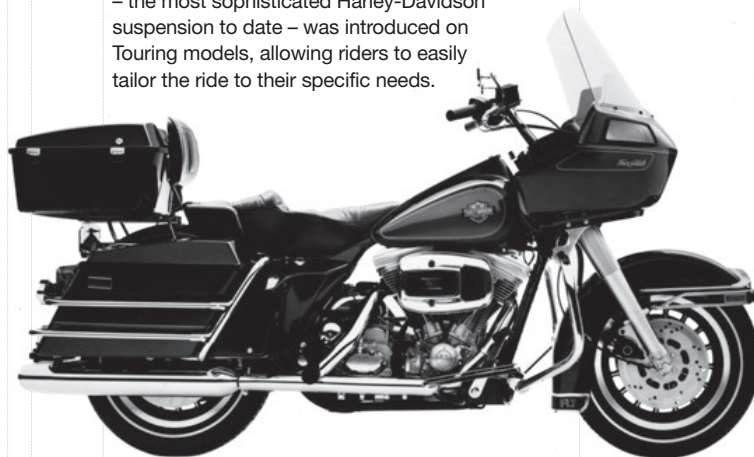 – the most sophisticated Harley-Davidson
suspension to date – was introduced on
Touring models, allowing riders to easily
tailor the ride to their specific needs.
FLT